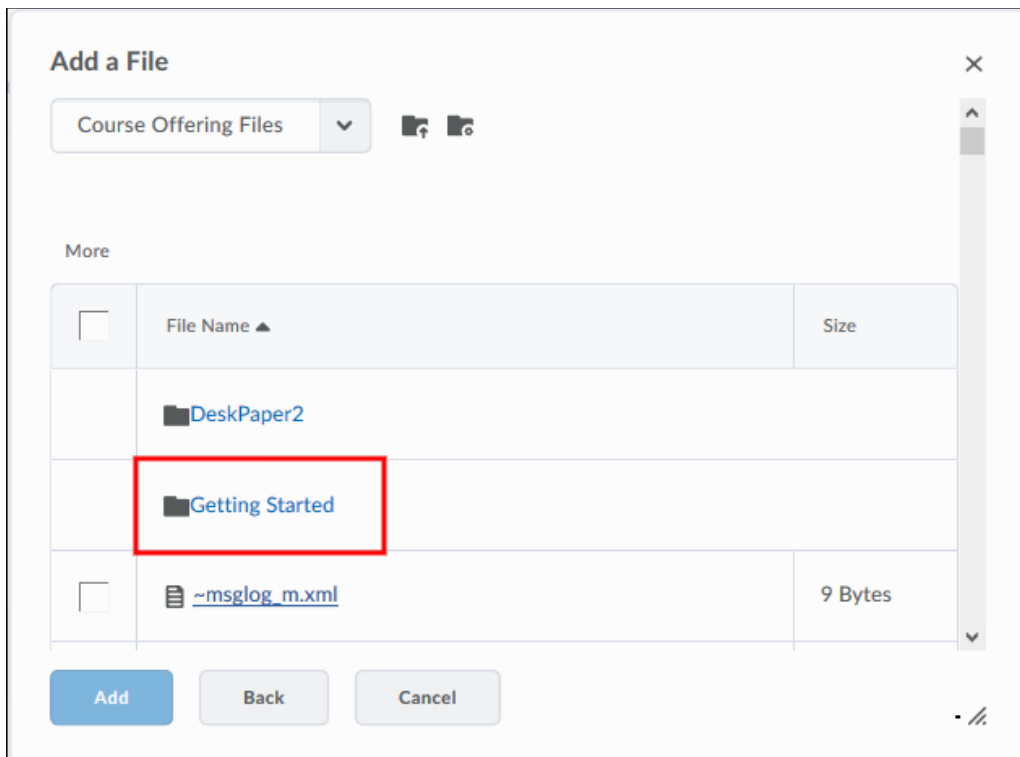 Add a File
Course Offering Files
More
File Name Size
DeskPaper2
Getting Started
~msglog_m.xml 9 Bytes
Add Back Cancel